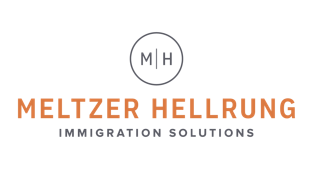 M|H
MELTZER HELLRUNG
IMMIGRATION SOLUTIONS